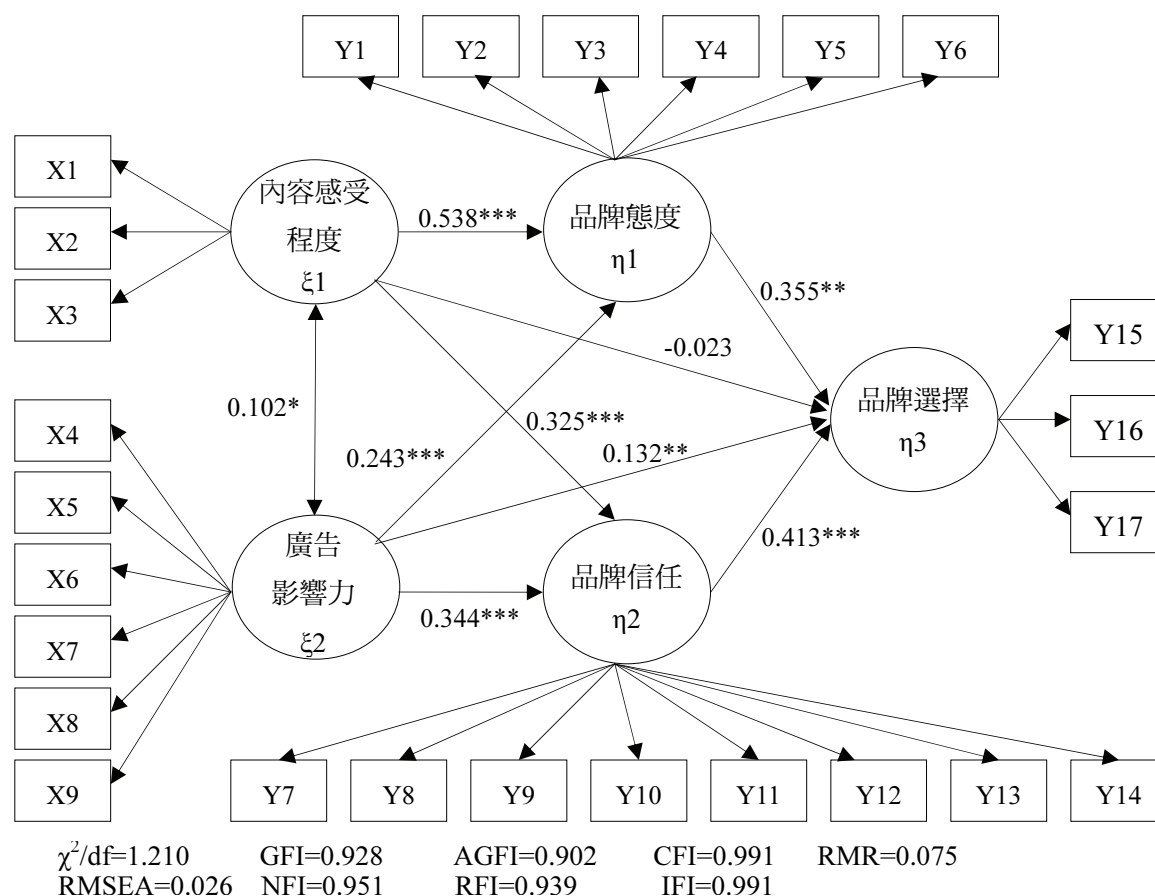 Y1 Y2 Y3 Y4 Y5 Y6
X1
X2
X3
內容感受
程度
ξ1
0.538***
品牌態度
η1
0.355**
-0.023
0.102*
0.325***
0.243***
0.132**
品牌選擇
η3
Y15
Y16
Y17
X4
X5
X6
X7
X8
X9
廣告
影響力
ξ2
0.344***
品牌信任
η2
0.413***
Y7 Y8 Y9 Y10 Y11 Y12 Y13 Y14
χ²/df=1.210 GFI=0.928 AGFI=0.902 CFI=0.991 RMR=0.075
RMSEA=0.026 NFI=0.951 RFI=0.939 IFI=0.991